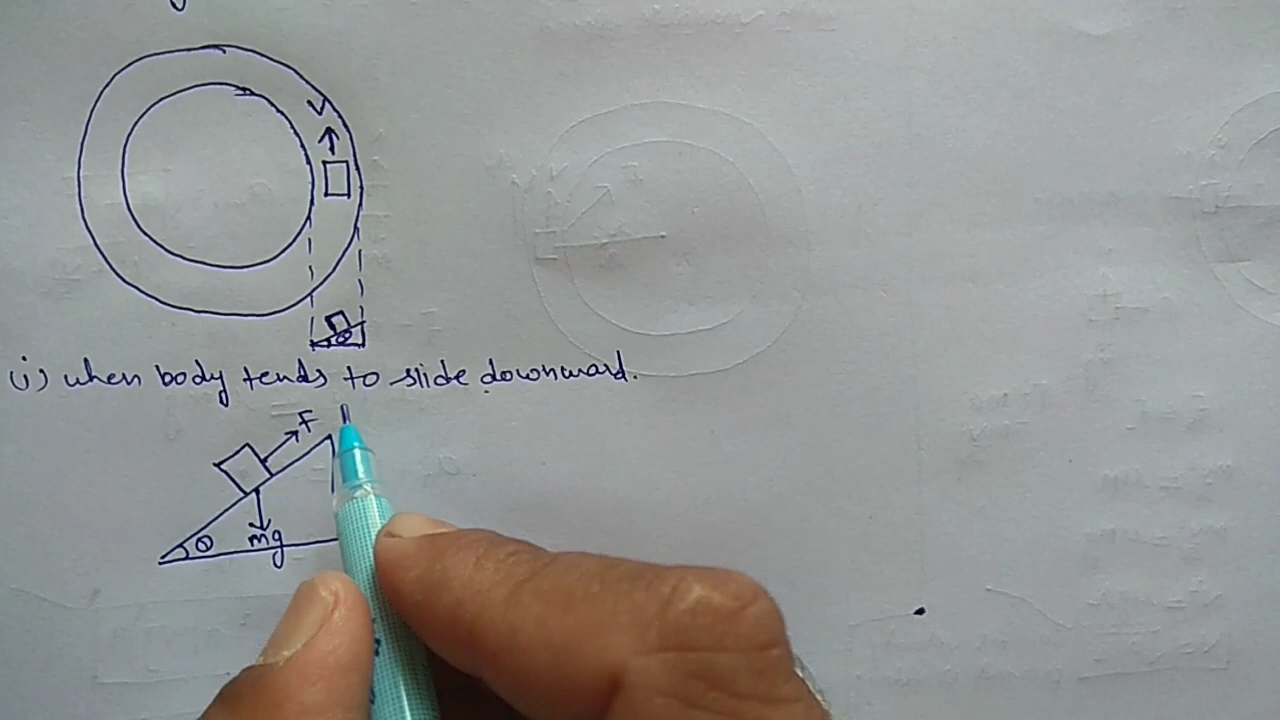 V
θ
(i) when body tends to slide downward.
F
θ
mg